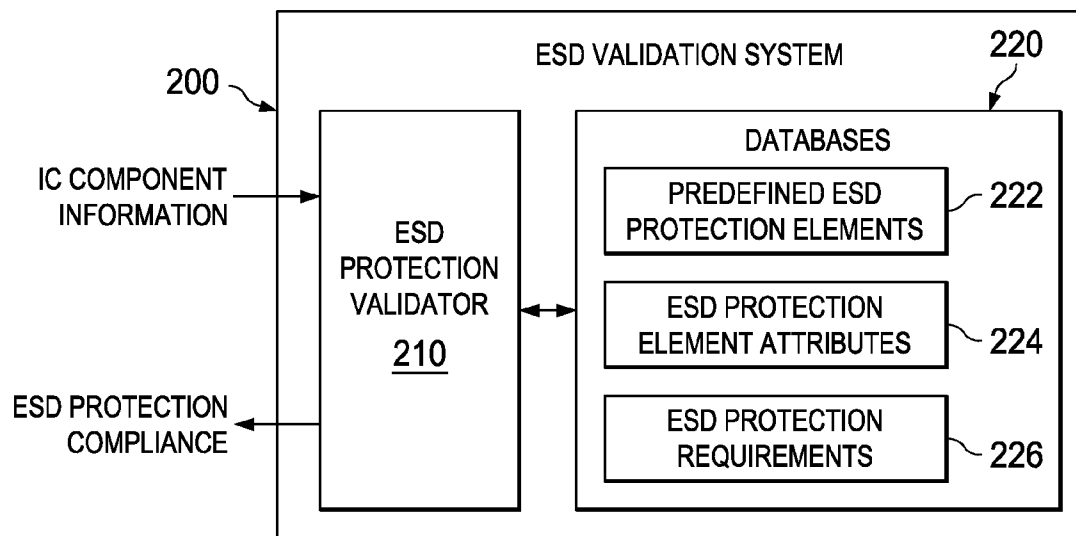 ESD VALIDATION SYSTEM
200
220
IC COMPONENT
INFORMATION
ESD PROTECTION
COMPLIANCE
ESD
PROTECTION
VALIDATOR
210
DATABASES
PREDEFINED ESD
PROTECTION ELEMENTS
222
ESD PROTECTION
ELEMENT ATTRIBUTES
224
ESD PROTECTION
REQUIREMENTS
226